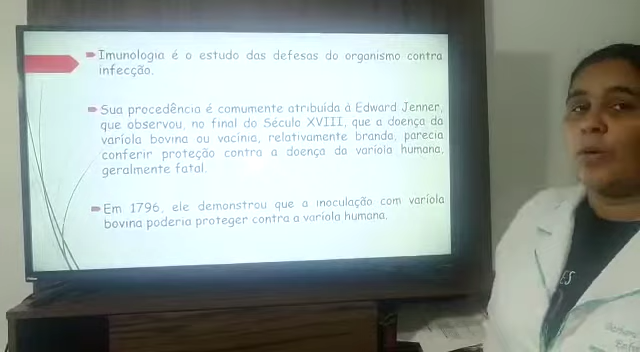 Imunologia é o estudo das defesas do organismo contra
infecção.
Sua procedência é comumente atribuída à Edward Jenner,
que observou, no final do Século XVIII, que a doença da
varíola bovina ou vacínia, relativamente branda, parecia
conferir proteção contra a doença da varíola humana,
geralmente fatal.
Em 1796, ele demonstrou que a inoculação com varíola
bovina poderia proteger contra a varíola humana.